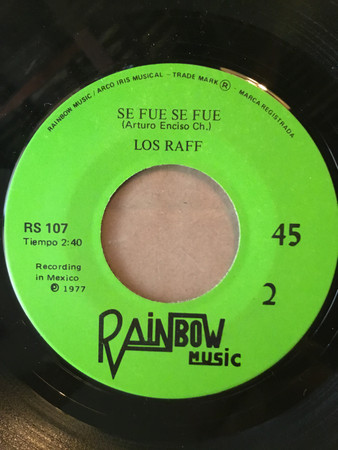 RAINBOW MUSIC / ARCO IRIS MUSICAL - TRADE MARK ® - MARCA REGISTRADA
SE FUE SE FUE
(Arturo Enciso Ch.)
LOS RAFF
RS 107
Tiempo 2:40
45
Recording
in Mexico
℗ 1977
2
RAINBOW
MUSIC